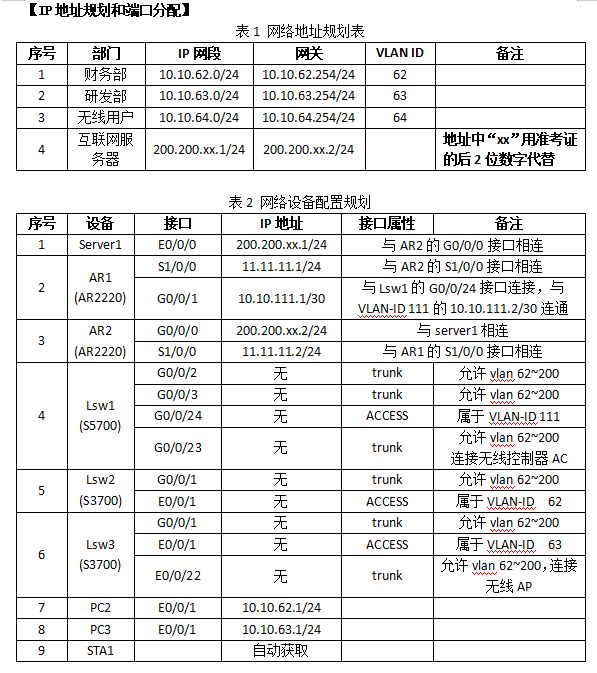 【IP 地址规划和端口分配】
表 1 网络地址规划表
序号 部门 IP 网段 网关 VLAN ID 备注
1 财务部 10.10.62.0/24 10.10.62.254/24 62
2 研发部 10.10.63.0/24 10.10.63.254/24 63
3 无线用户 10.10.64.0/24 10.10.64.254/24 64
4 互联网服务器 200.200.xx.1/24 200.200.xx.2/24 地址中“xx”用准考证的后 2 位数字代替
表 2 网络设备配置规划
序号 设备 接口 IP 地址 接口属性 备注
1 Server1 E0/0/0 200.200.xx.1/24 与 AR2 的 G0/0/0 接口相连
2 AR1 (AR2220) S1/0/0 11.11.11.1/24 与 AR2 的 S1/0/0 接口相连
G0/0/1 10.10.111.1/30 与 Lsw1 的 G0/0/24 接口连接，与 VLAN-ID 111 的 10.10.111.2/30 连通
3 AR2 (AR2220) G0/0/0 200.200.xx.2/24 与 server1 相连
S1/0/0 11.11.11.2/24 与 AR1 的 S1/0/0 接口相连
4 Lsw1 (S5700) G0/0/2 无 trunk 允许 vlan 62~200
G0/0/3 无 trunk 允许 vlan 62~200
G0/0/24 无 ACCESS 属于 VLAN-ID 111
G0/0/23 无 trunk 允许 vlan 62~200 连接无线控制器 AC
5 Lsw2 (S3700) G0/0/1 无 trunk 允许 vlan 62~200
E0/0/1 无 ACCESS 属于 VLAN-ID 62
6 Lsw3 (S3700) G0/0/1 无 trunk 允许 vlan 62~200
E0/0/1 无 ACCESS 属于 VLAN-ID 63
E0/0/22 无 trunk 允许 vlan 62~200，连接无线 AP
7 PC2 E0/0/1 10.10.62.1/24
8 PC3 E0/0/1 10.10.63.1/24
9 STA1 自动获取